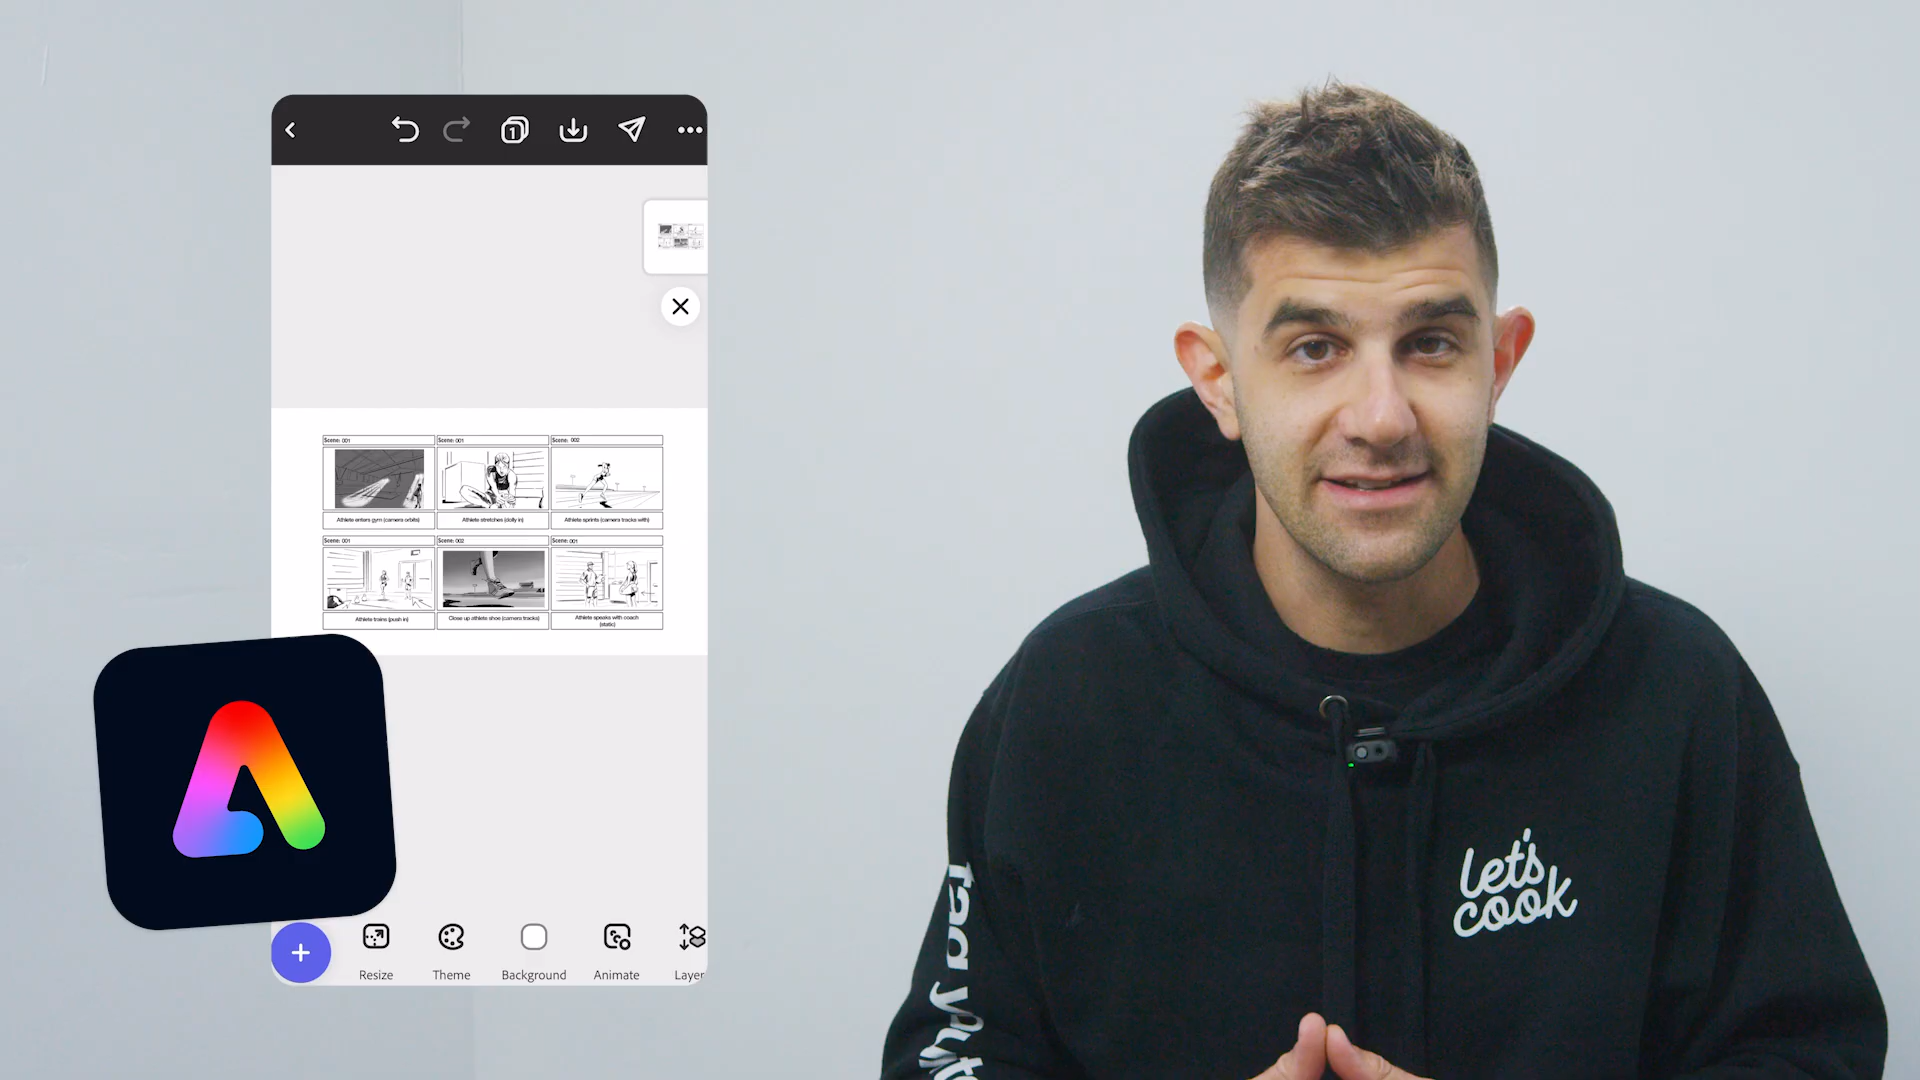 1
Scene: 001
Scene: 001
Scene: 002
Athlete enters gym (camera orbits)
Athlete stretches (dolly in)
Athlete sprints (camera tracks with)
Scene: 001
Scene: 002
Scene: 001
Athlete trains (push in)
Close up athlete shoe (camera tracks)
Athlete speaks with coach
(static)
Resize
Theme
Background
Animate
Layer
let's
cook